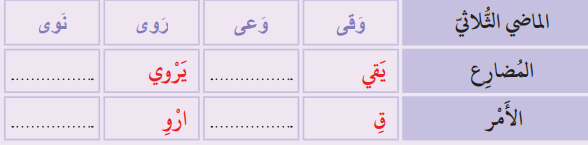 الماضي الثُّلاثيّ وَقى وَعى رَوى نَوى
المُضارِع يَقي ................ يَرْوي ................
الأَمْر قِ ................ ارْوِ ................